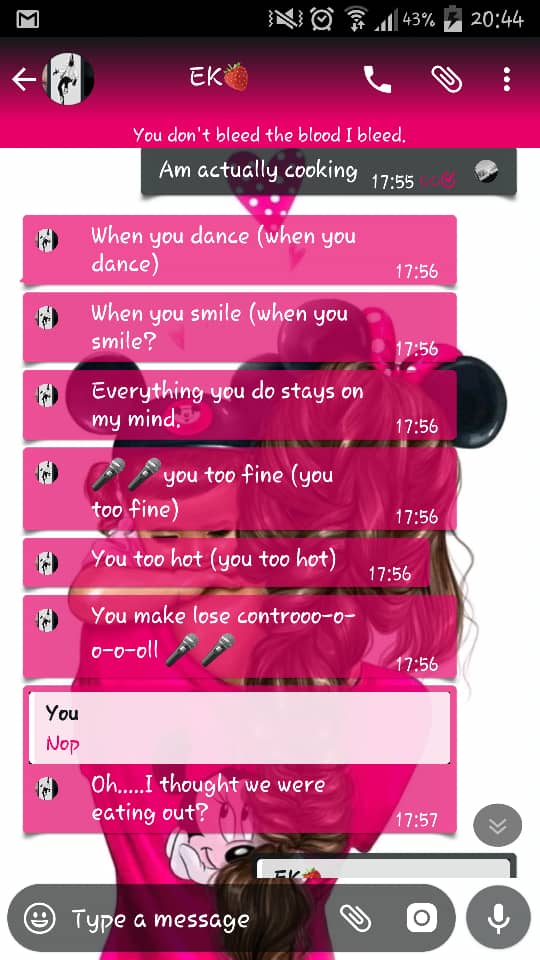 43% 20:44
EK🍓
You don't bleed the blood I bleed.
Am actually cooking
17:55
When you dance (when you
dance)
17:56
When you smile (when you
smile?
17:56
Everything you do stays on
my mind.
17:56
🎤 🎤 you too fine (you
too fine)
17:56
You too hot (you too hot)
17:56
You make lose controoo-o-
o-o-oll 🎤 🎤
17:56
You
Nop
Oh.....I thought we were
eating out?
17:57
EK🍓
Type a message